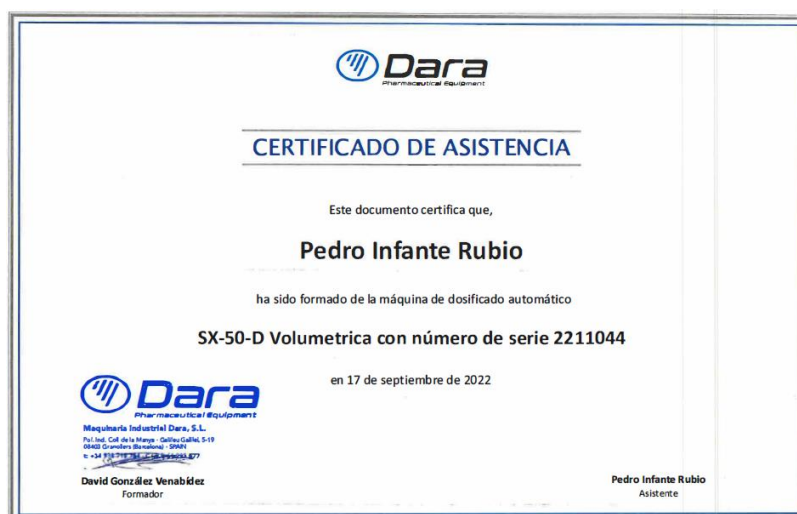 Dara
Pharmaceutical Equipment
CERTIFICADO DE ASISTENCIA
Este documento certifica que,
Pedro Infante Rubio
ha sido formado de la máquina de dosificado automático
SX-50-D Volumetrica con número de serie 2211044
en 17 de septiembre de 2022
Dara
Pharmaceutical Equipment
Maquinaria Industrial Dara, S.L.
Pol. Ind. Coll de la Manya - Galileo Galilei, 5-19
08403 Granollers (Barcelona) - SPAIN
David González Venabídez
Formador
Pedro Infante Rubio
Asistente